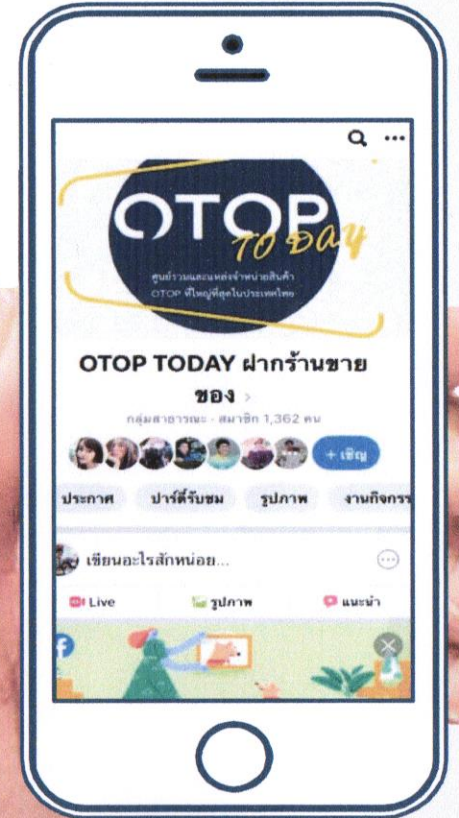 OTOP
TO DAY
ศูนย์รวมและแหล่งจำหน่ายสินค้า
OTOP ที่ใหญ่ที่สุดในประเทศไทย
OTOP TODAY ฝากร้านขาย
ของ >
กลุ่มสาธารณะ · สมาชิก 1,362 คน
+ เชิญ
ประกาศ ปาร์ตี้รับชม รูปภาพ งานกิจกรร
เขียนอะไรสักหน่อย...
Live รูปภาพ แนะนำ